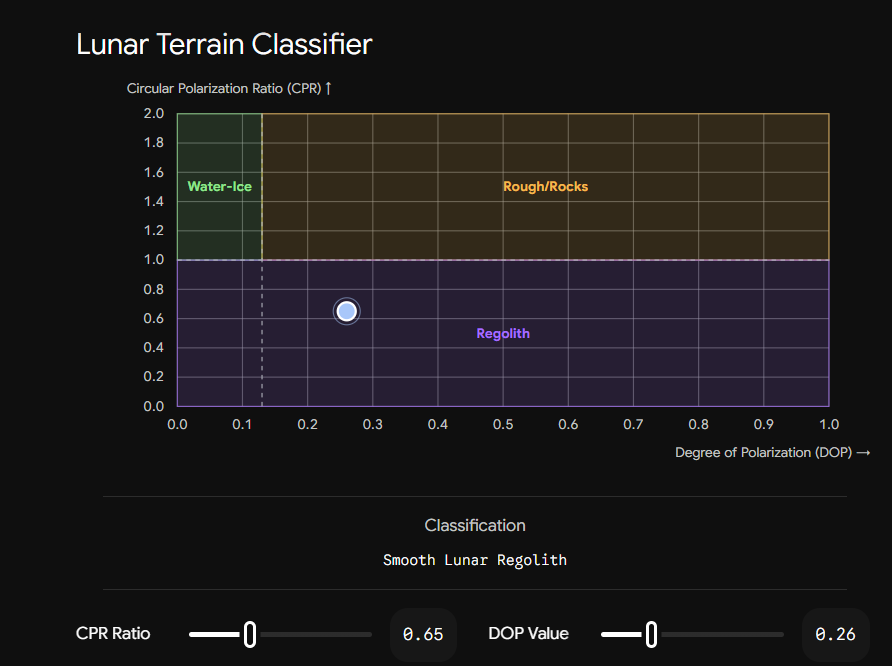 Lunar Terrain Classifier
Circular Polarization Ratio (CPR) ↑
2.0
1.8
1.6
Water-Ice Rough/Rocks
1.4
1.2
1.0
0.8
0.6
Regolith
0.4
0.2
0.0
0.0 0.1 0.2 0.3 0.4 0.5 0.6 0.7 0.8 0.9 1.0
Degree of Polarization (DOP) →
Classification
Smooth Lunar Regolith
CPR Ratio 0.65 DOP Value 0.26